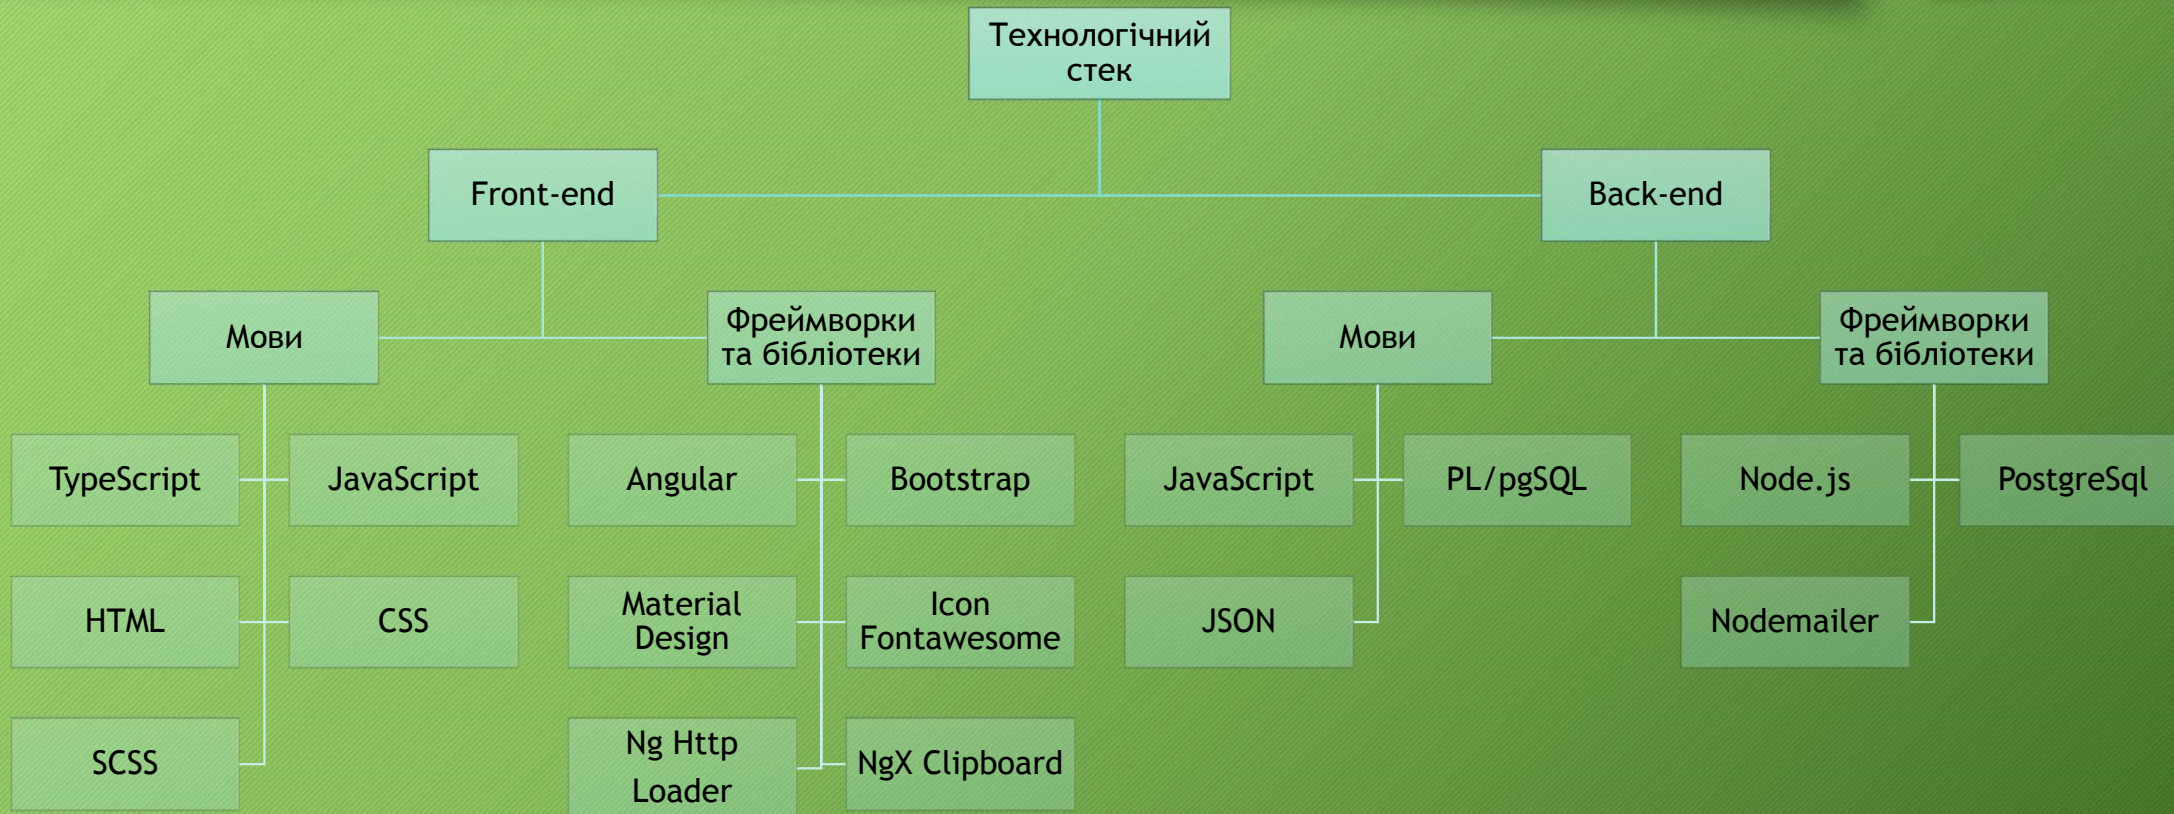 Технологічний
стек
Front-end
Back-end
Мови
Фреймворки
та бібліотеки
Мови
Фреймворки
та бібліотеки
TypeScript
JavaScript
Angular
Bootstrap
JavaScript
PL/pgSQL
Node.js
PostgreSql
HTML
CSS
Material
Design
Icon
Fontawesome
JSON
Nodemailer
SCSS
Ng Http
Loader
NgX Clipboard